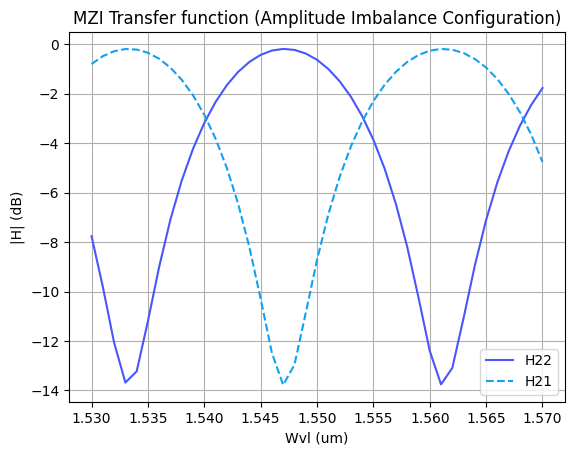 MZI Transfer function (Amplitude Imbalance Configuration)
|H| (dB)
0
−2
−4
−6
−8
−10
−12
−14
1.530 1.535 1.540 1.545 1.550 1.555 1.560 1.565 1.570
Wvl (um)
H22
H21